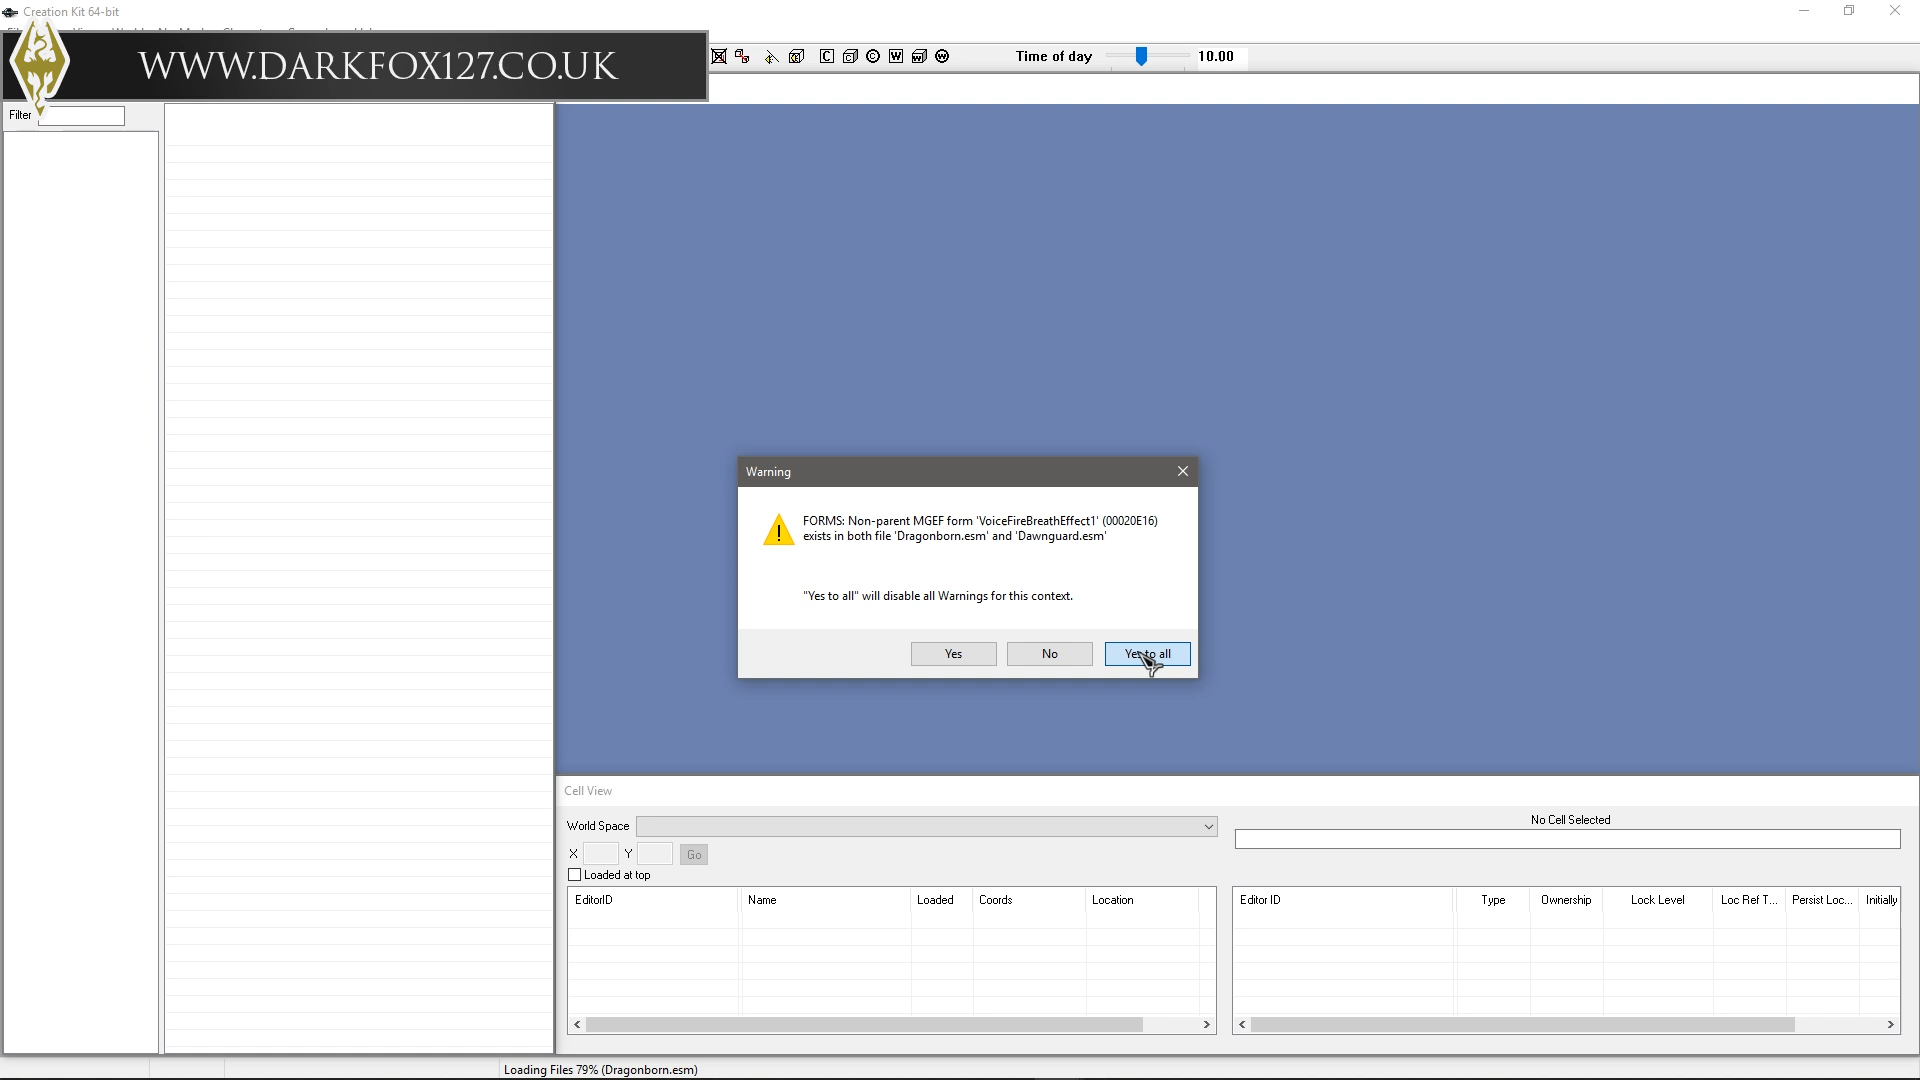 Creation Kit 64-bit
WWW.DARKFOX127.CO.UK
Time of day
10.00
Filter
Warning
FORMS: Non-parent MGEF form 'VoiceFireBreathEffect1' (00020E16)
exists in both file 'Dragonborn.esm' and 'Dawnguard.esm'
"Yes to all" will disable all Warnings for this context.
Yes No Yes to all
Cell View
World Space
No Cell Selected
X Y Go
Loaded at top
EditorID Name Loaded Coords Location
Editor ID Type Ownership Lock Level Loc Ref T... Persist Loc... Initially
Loading Files 79% (Dragonborn.esm)